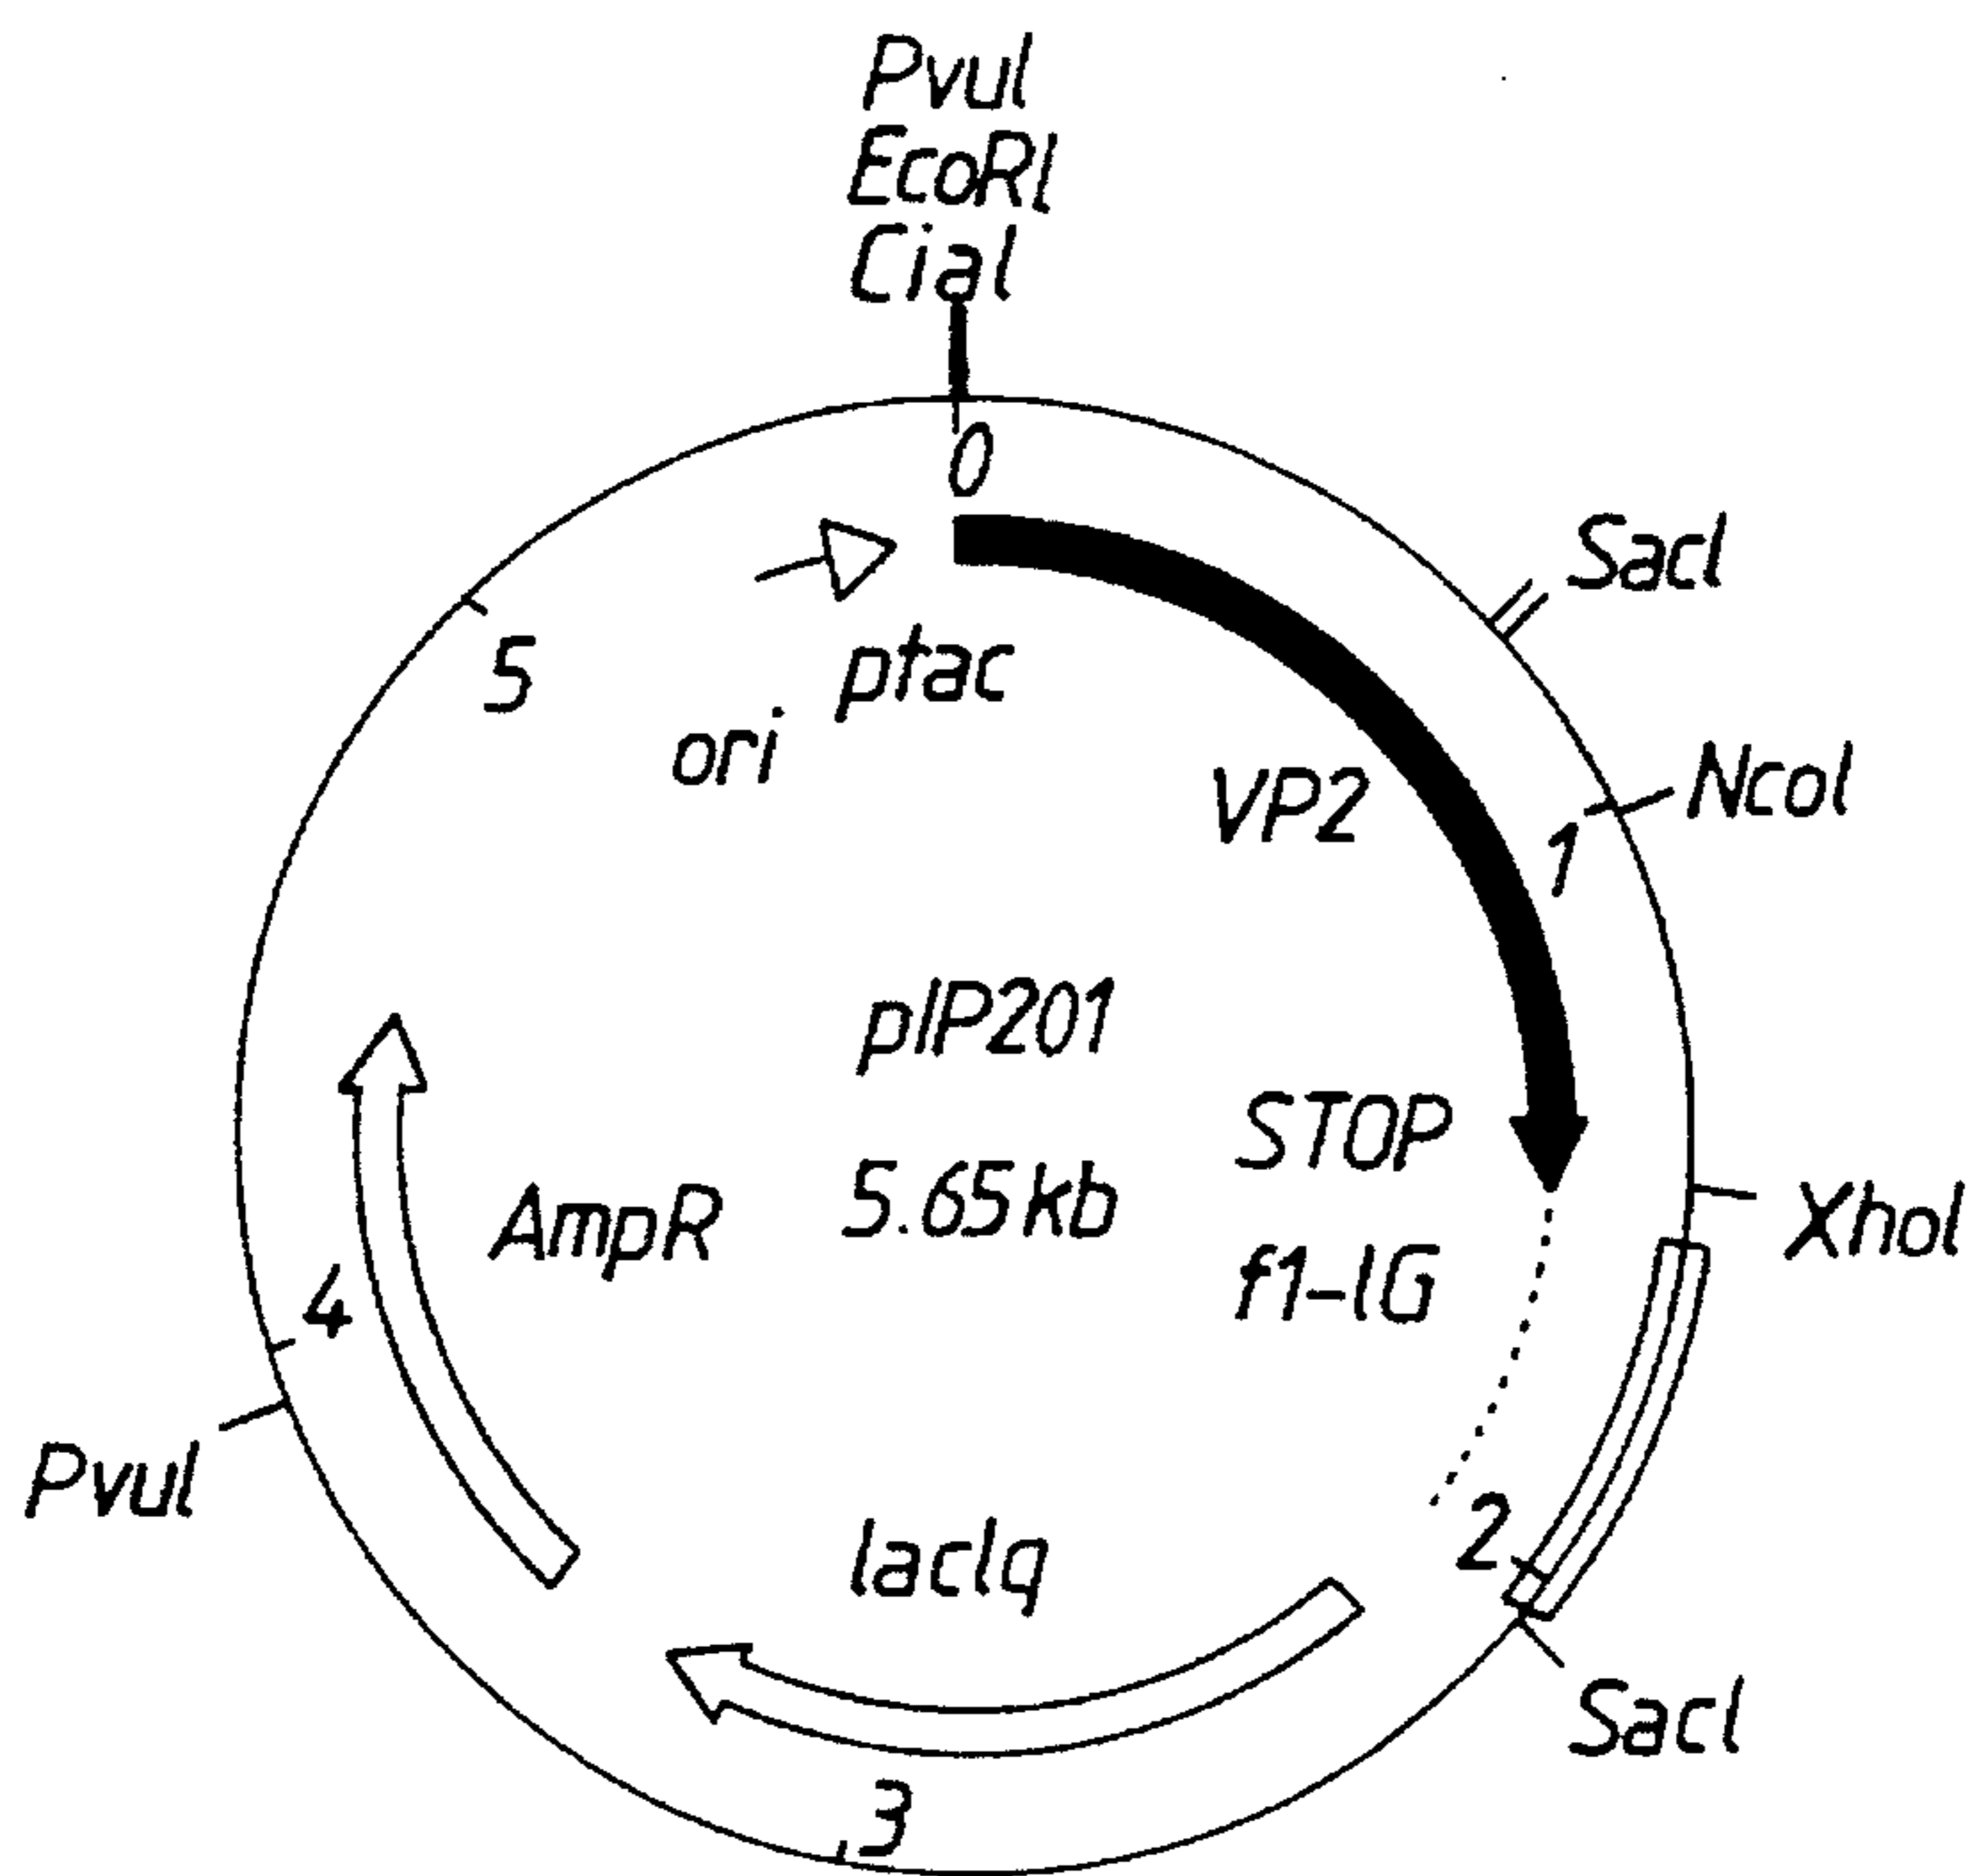 PvuI
EcoRI
CiaI
0
SacI
5
ptac
ori
VP2
NcoI
1
pIP201
STOP
XhoI
AmpR
5.65kb
f1-IG
4
PvuI
2
lacIq
SacI
3